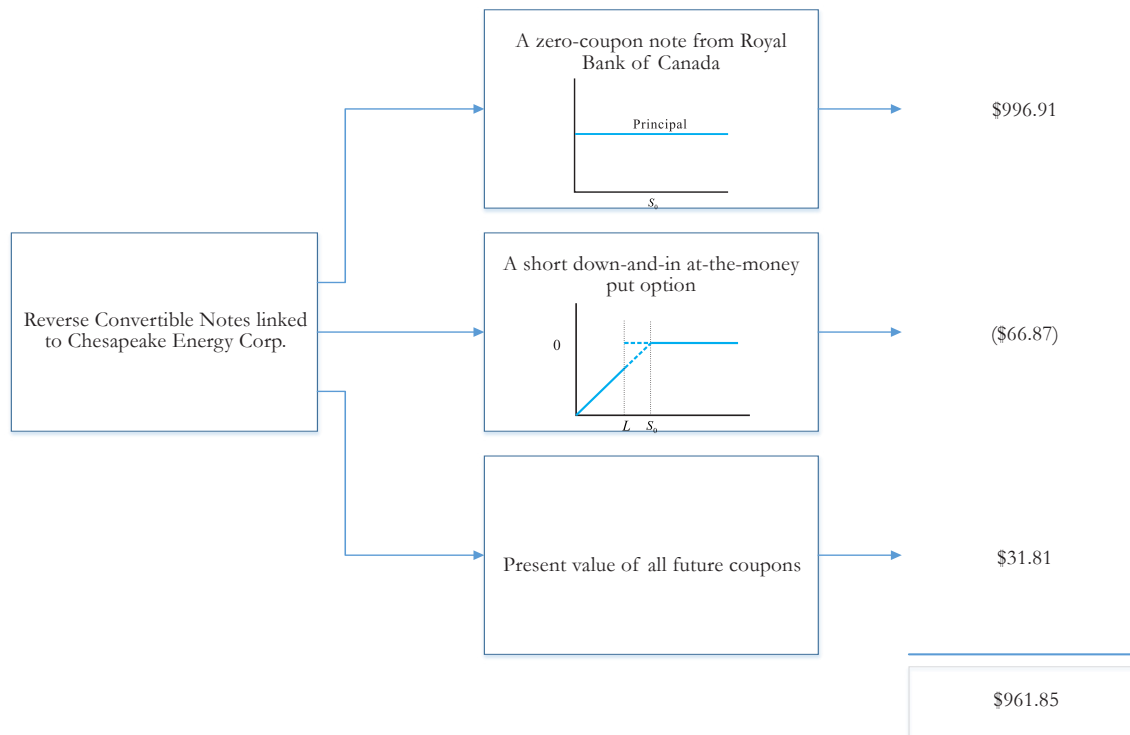 A zero-coupon note from Royal
Bank of Canada
Principal
S₀
$996.91
Reverse Convertible Notes linked
to Chesapeake Energy Corp.
A short down-and-in at-the-money
put option
0
L
S₀
($66.87)
Present value of all future coupons
$31.81
$961.85